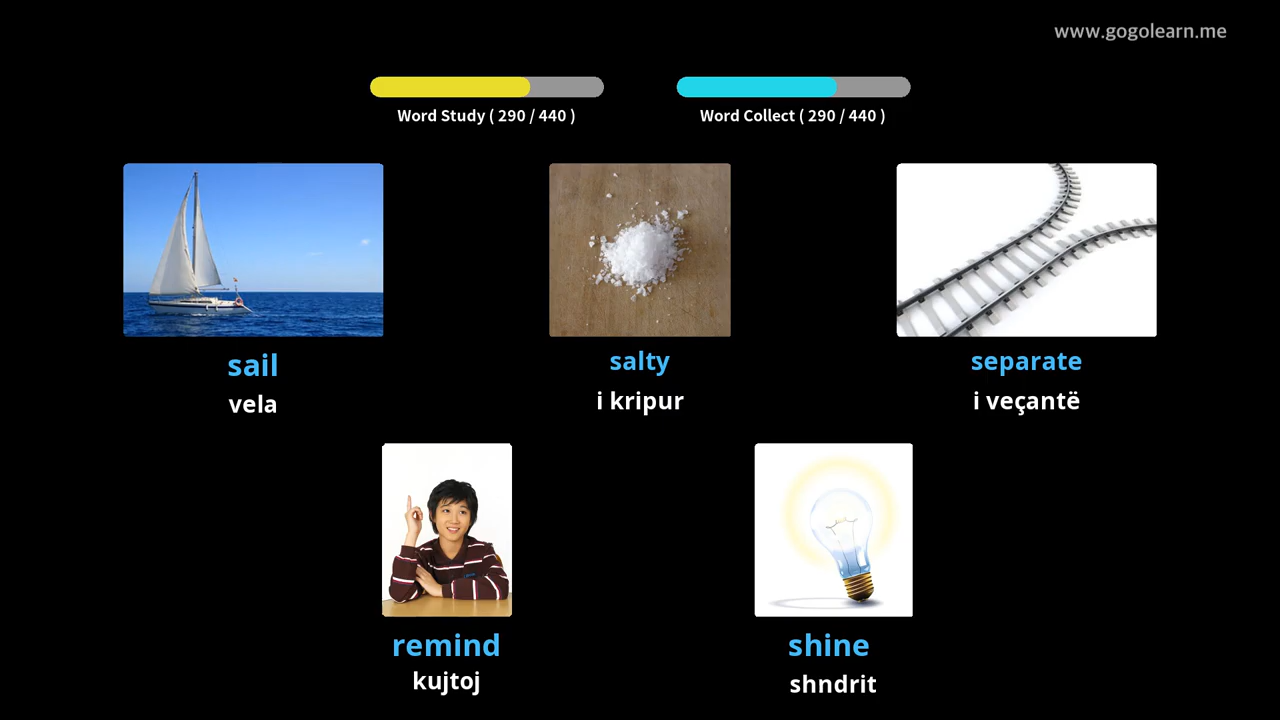 www.gogolearn.me
Word Study ( 290 / 440 )
Word Collect ( 290 / 440 )
sail
vela
salty
i kripur
separate
i veçantë
remind
kujtoj
shine
shndrit